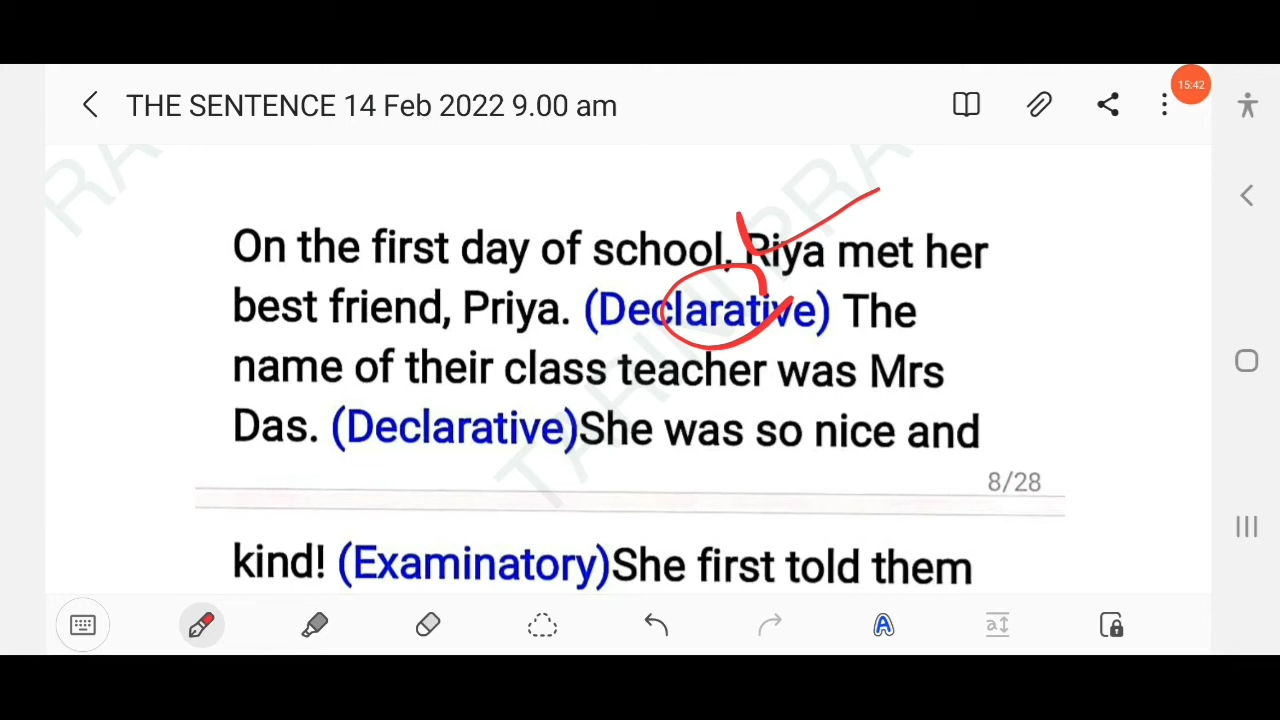 15:42
THE SENTENCE 14 Feb 2022 9.00 am
On the first day of school, Riya met her
best friend, Priya. (Declarative) The
name of their class teacher was Mrs
Das. (Declarative)She was so nice and
8/28
kind! (Examinatory)She first told them
A
a